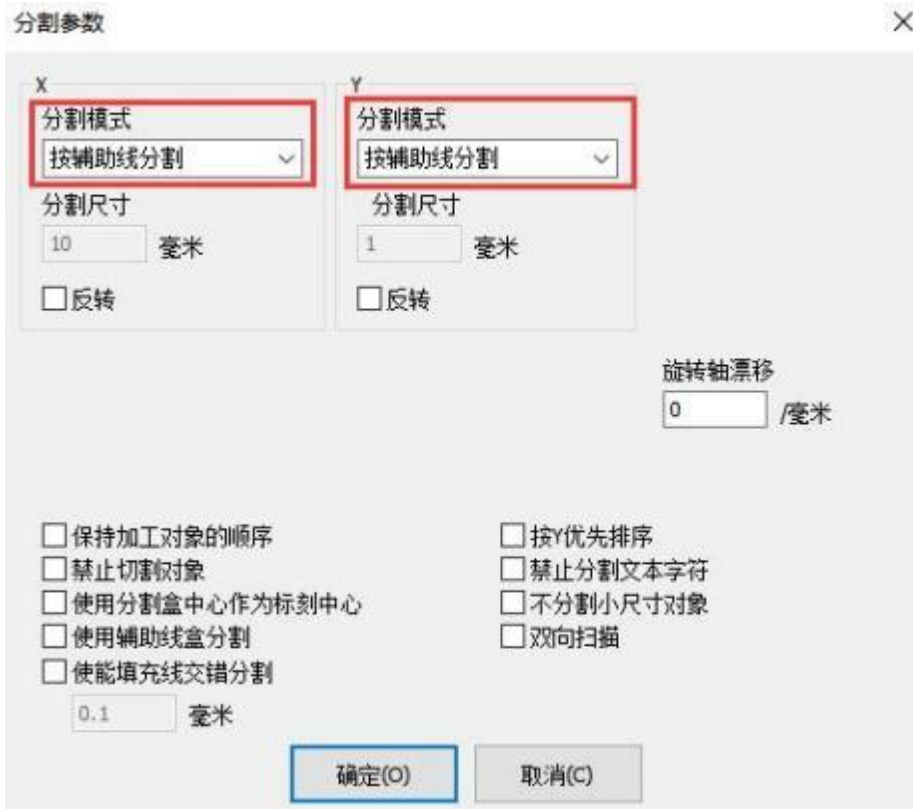 分割参数
X
分割模式
按辅助线分割
分割尺寸
10 毫米
反转
Y
分割模式
按辅助线分割
分割尺寸
1 毫米
反转
旋转轴漂移
0 /毫米
保持加工对象的顺序
禁止切割对象
使用分割盒中心作为标刻中心
使用辅助线盒分割
使能填充线交错分割
0.1 毫米
按Y优先排序
禁止分割文本字符
不分割小尺寸对象
双向扫描
确定(O) 取消(C)